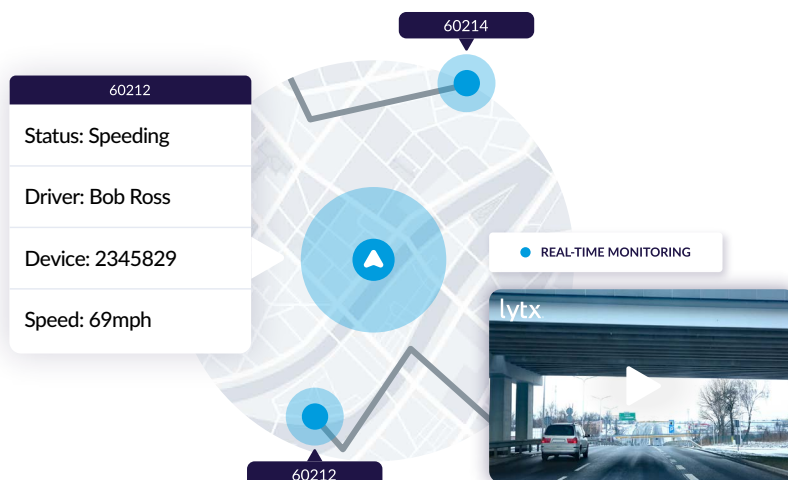 60214
60212
Status: Speeding
Driver: Bob Ross
Device: 2345829
Speed: 69mph
REAL-TIME MONITORING
lytx
60212